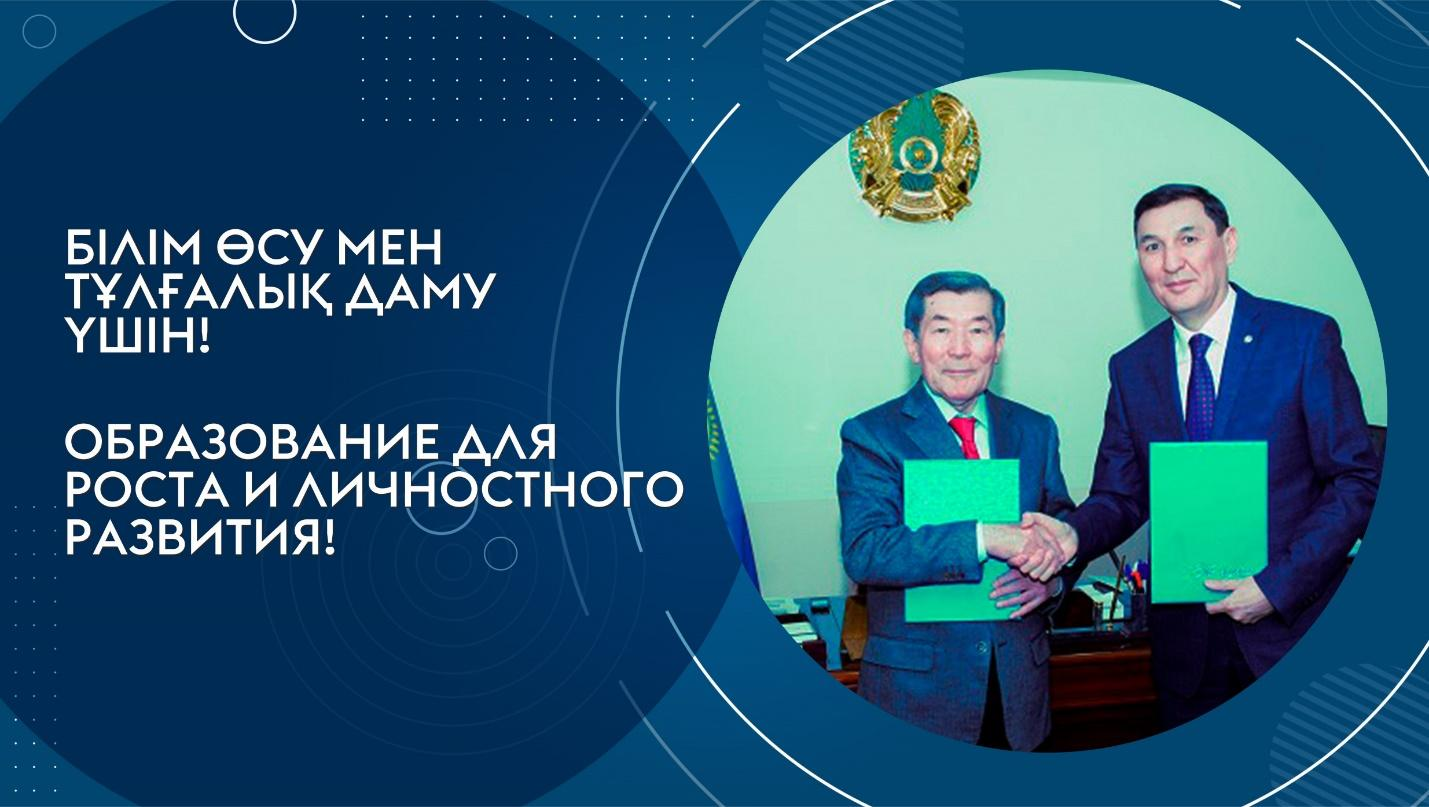 БІЛІМ ӨСУ МЕН
ТҰЛҒАЛЫҚ ДАМУ
ҮШІН!
ОБРАЗОВАНИЕ ДЛЯ
РОСТА И ЛИЧНОСТНОГО
РАЗВИТИЯ!